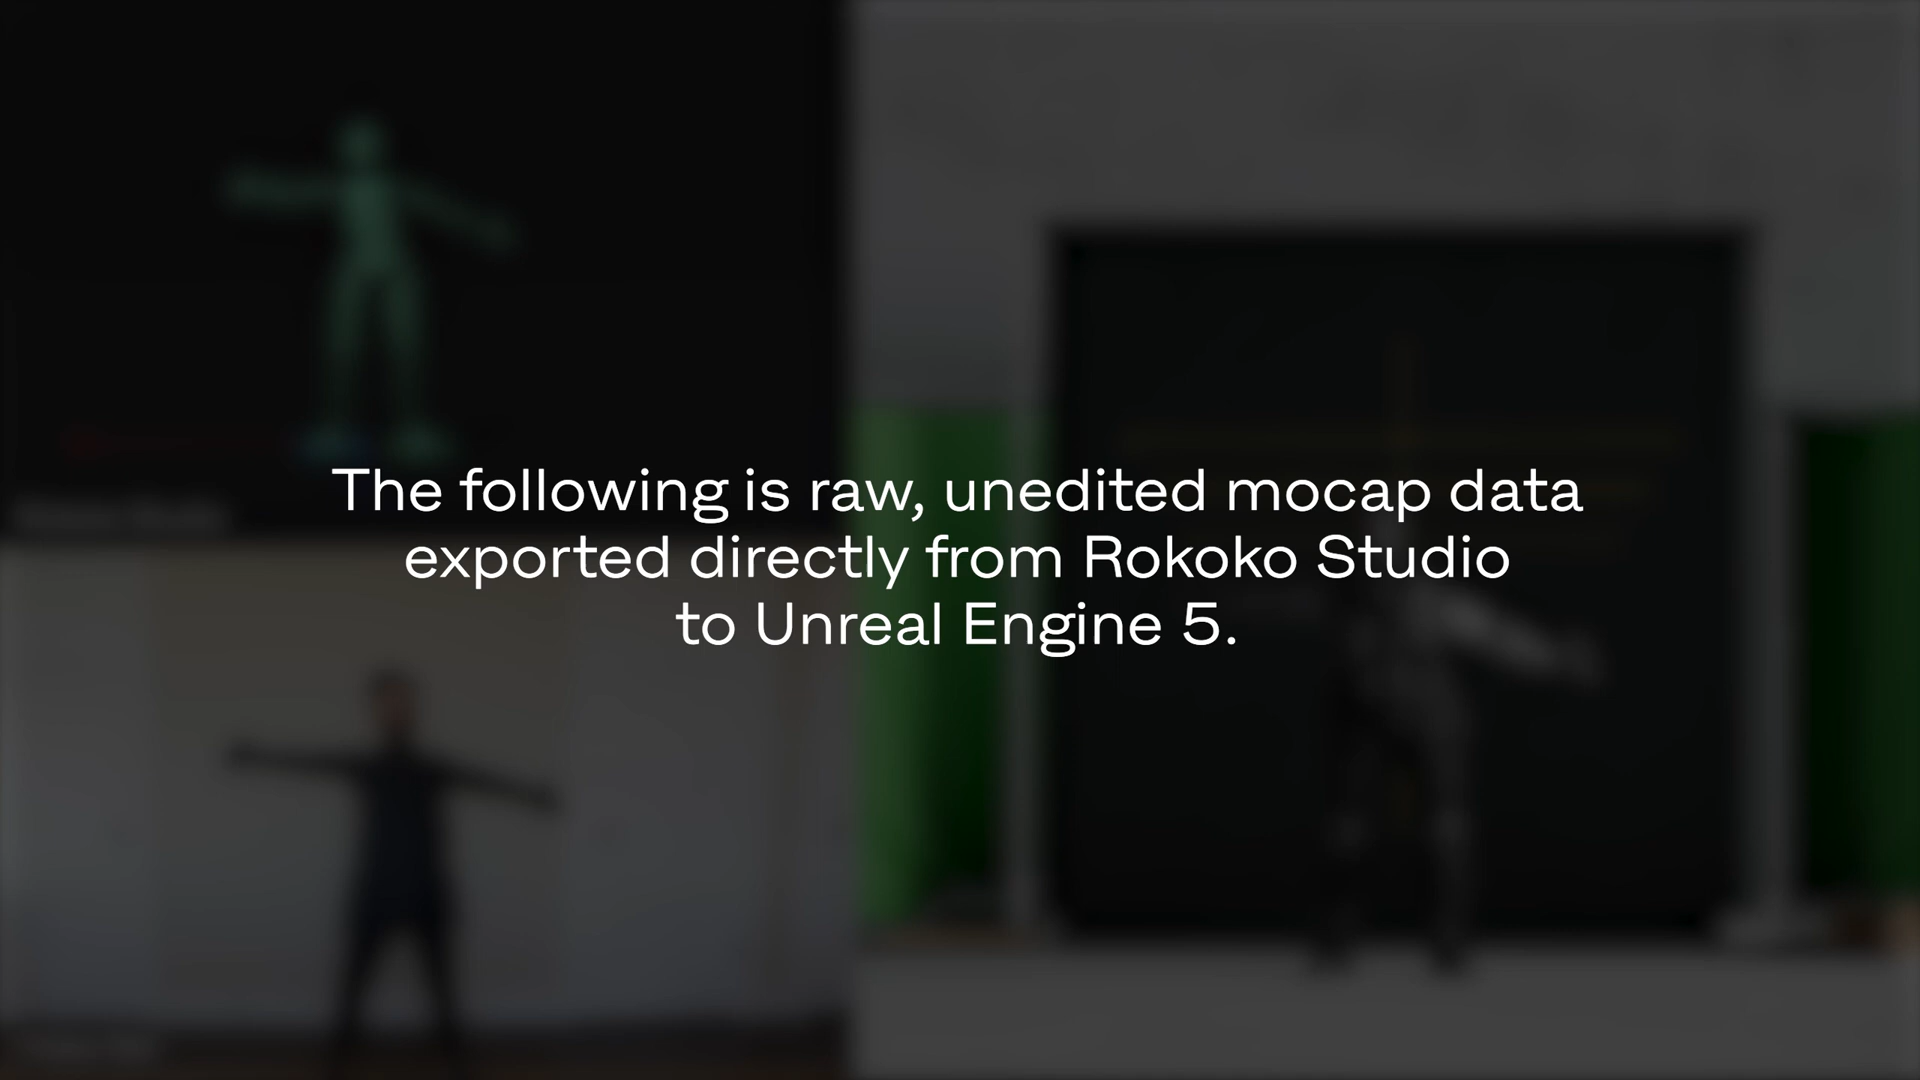 The following is raw, unedited mocap data
exported directly from Rokoko Studio
to Unreal Engine 5.